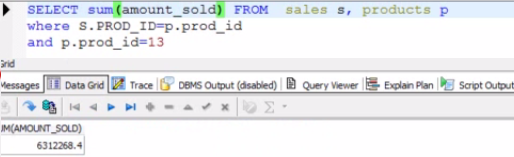 SELECT sum(amount_sold) FROM sales s, products p
where S.PROD_ID=p.prod_id
and p.prod_id=13
Grid
Messages Data Grid Trace DBMS Output (disabled) Query Viewer Explain Plan Script Output
UM(AMOUNT_SOLD)
6312268.4